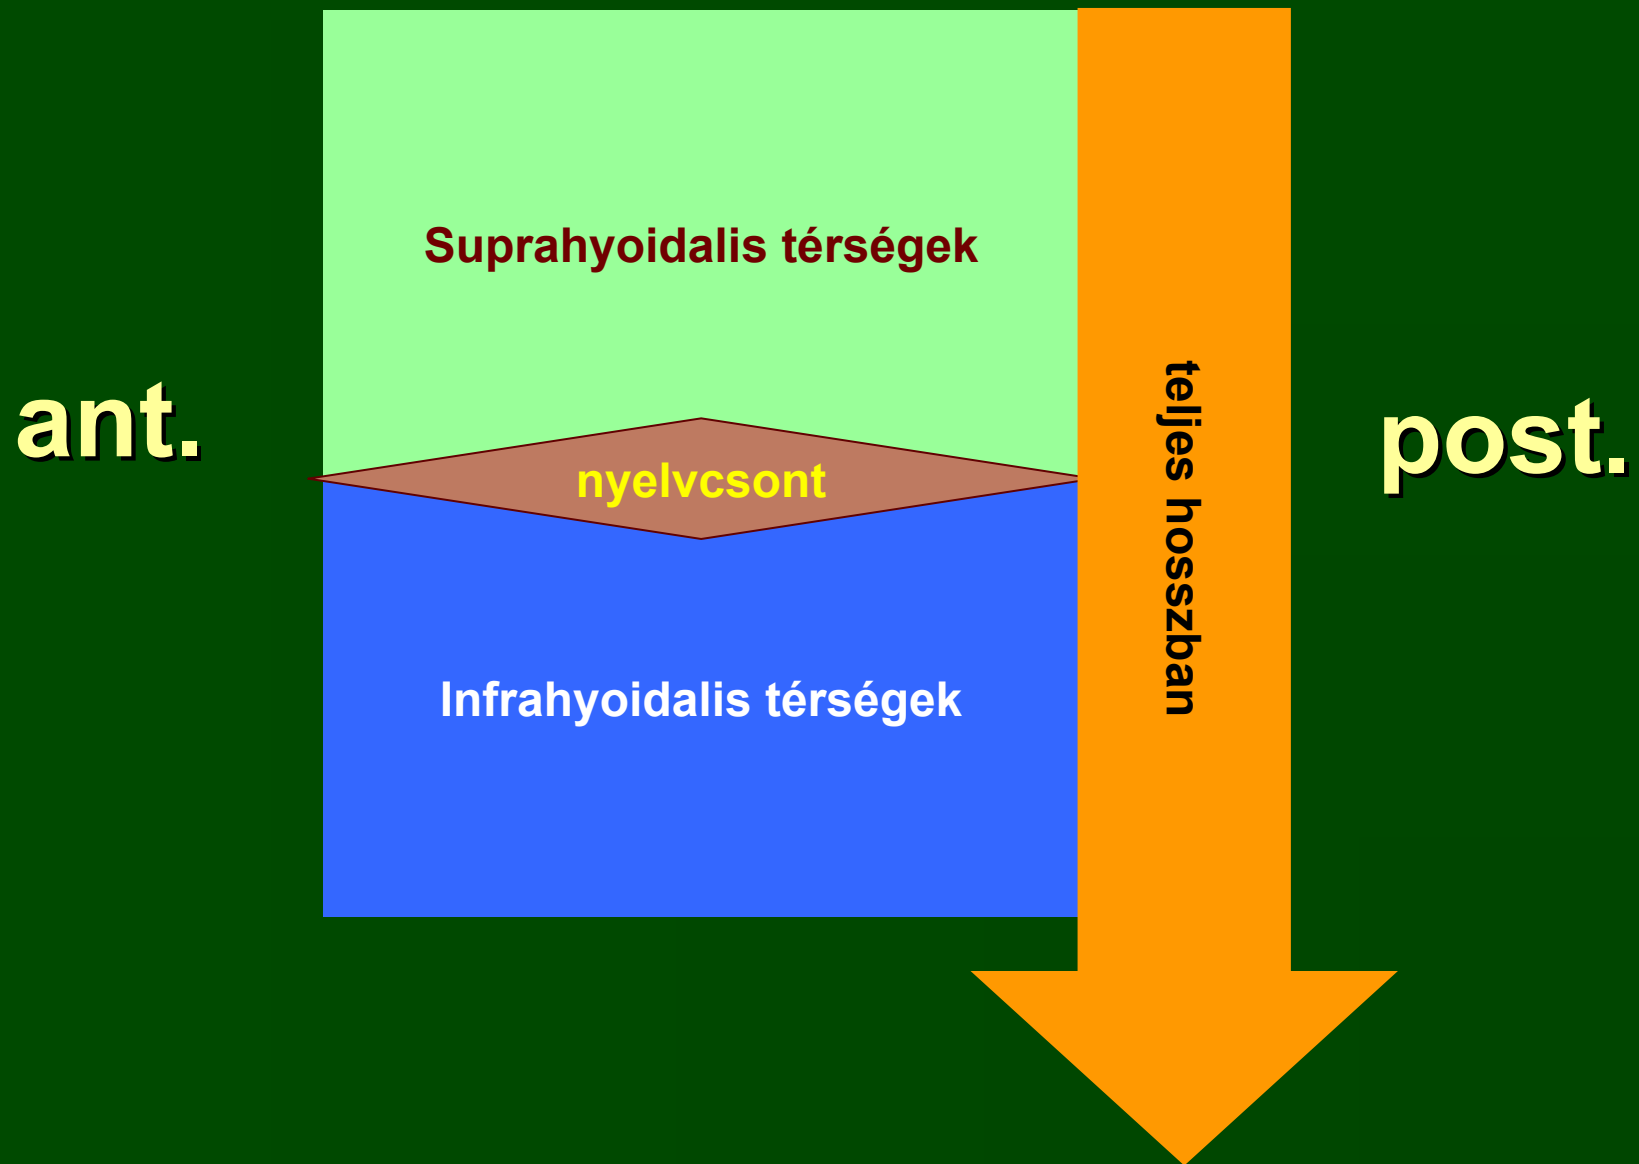 Suprahyoidalis térségek
ant.
nyelvcsont
teljes hosszban
post.
Infrahyoidalis térségek